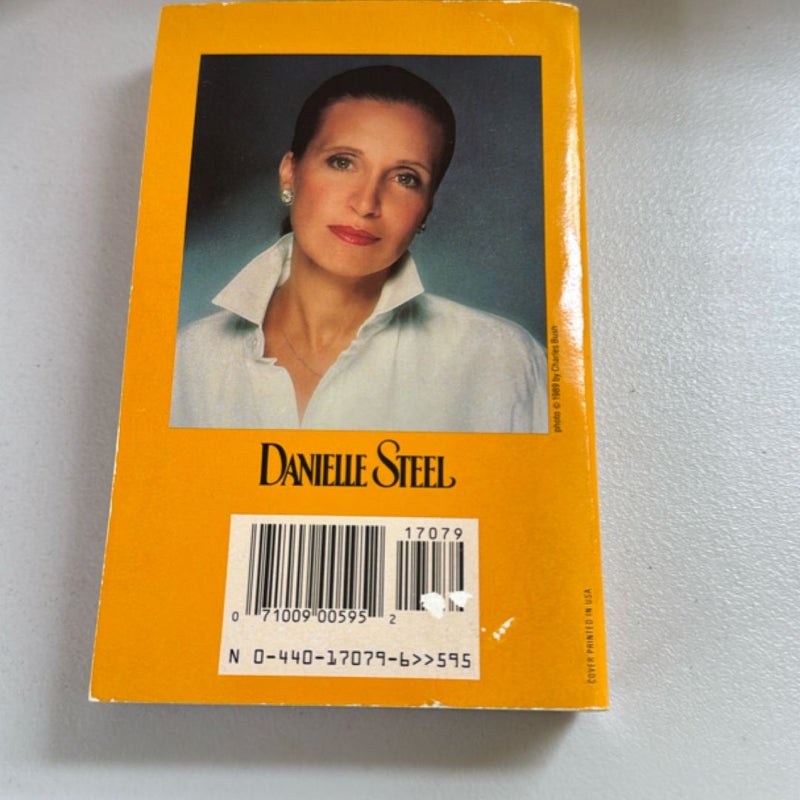 photo © 1989 by Charles Bush
DANIELLE STEEL
17079
0 71009 00595 2
N 0-440-17079-6>>595
COVER PRINTED IN USA